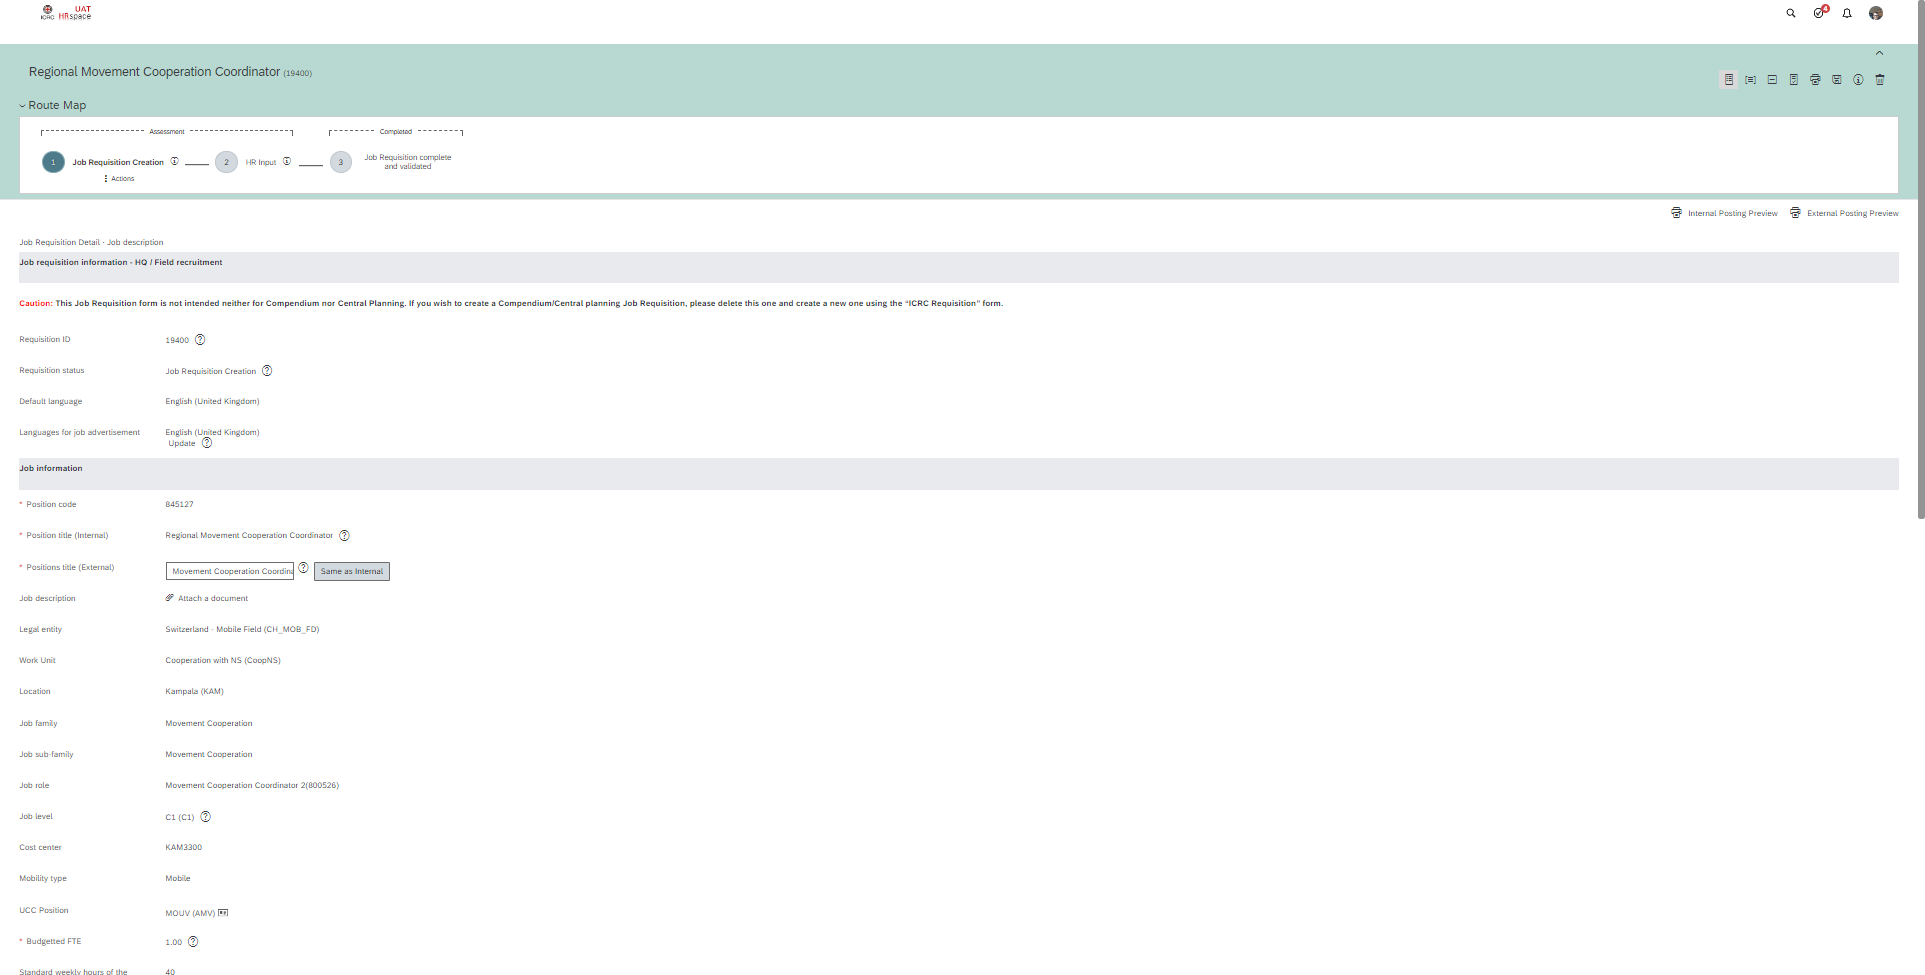 ICRC
UAT
HRspace
4
Regional Movement Cooperation Coordinator (19400)
Route Map
Assessment
Completed
1 Job Requisition Creation
Actions
2 HR Input
3 Job Requisition complete
and validated
Internal Posting Preview External Posting Preview
Job Requisition Detail - Job description
Job requisition information - HQ / Field recruitment
Caution: This Job Requisition form is not intended neither for Compendium nor Central Planning. If you wish to create a Compendium/Central planning Job Requisition, please delete this one and create a new one using the "ICRC Requisition" form.
Requisition ID 19400
Requisition status Job Requisition Creation
Default language English (United Kingdom)
Languages for job advertisement English (United Kingdom)
Update
Job information
* Position code 845127
* Position title (Internal) Regional Movement Cooperation Coordinator
* Positions title (External) Movement Cooperation Coordina Same as Internal
Job description Attach a document
Legal entity Switzerland - Mobile Field (CH_MOB_FD)
Work Unit Cooperation with NS (CoopNS)
Location Kampala (KAM)
Job family Movement Cooperation
Job sub-family Movement Cooperation
Job role Movement Cooperation Coordinator 2(800526)
Job level C1 (C1)
Cost center KAM3300
Mobility type Mobile
UCC Position MOUV (AMV)
* Budgetted FTE 1.00
Standard weekly hours of the 40